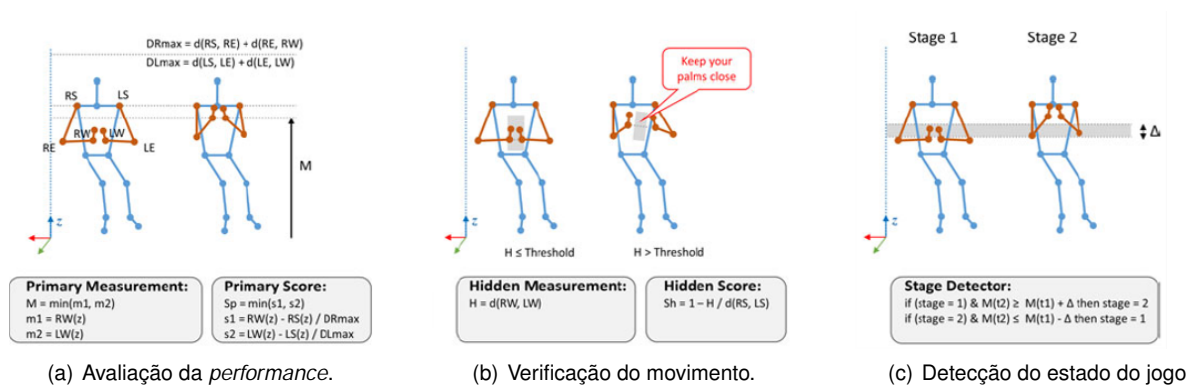 DRmax = d(RS, RE) + d(RE, RW)
DLmax = d(LS, LE) + d(LE, LW)
RS
LS
RW
LW
RE
LE
M
z
Primary Measurement:
M = min(m1, m2)
m1 = RW(z)
m2 = LW(z)
Primary Score:
Sp = min(s1, s2)
s1 = RW(z) - RS(z) / DRmax
s2 = LW(z) - LS(z) / DLmax
(a) Avaliação da performance.
Keep your
palms close
z
H ≤ Threshold
H > Threshold
Hidden Measurement:
H = d(RW, LW)
Hidden Score:
Sh = 1 – H / d(RS, LS)
(b) Verificação do movimento.
Stage 1
Stage 2
Δ
z
Stage Detector:
if (stage = 1) & M(t2) ≥ M(t1) + Δ then stage = 2
if (stage = 2) & M(t2) ≤ M(t1) - Δ then stage = 1
(c) Detecção do estado do jogo